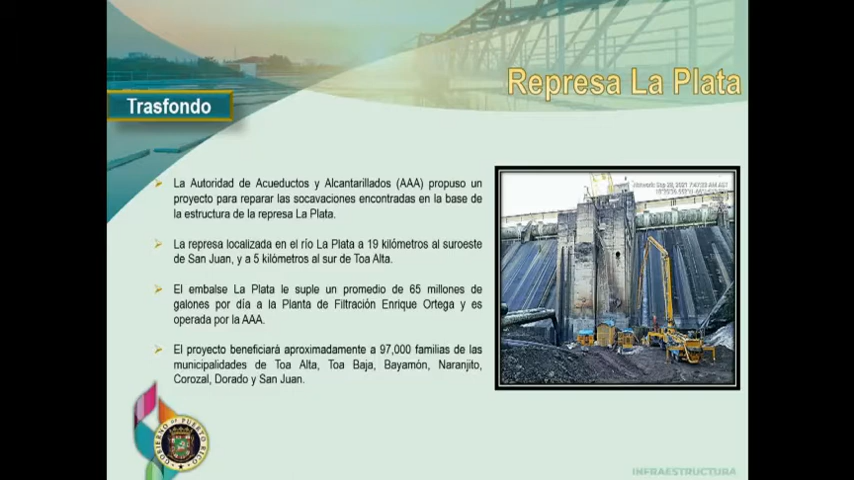 Represa La Plata
Trasfondo
La Autoridad de Acueductos y Alcantarillados (AAA) propuso un
proyecto para reparar las socavaciones encontradas en la base de
la estructura de la represa La Plata.
La represa localizada en el río La Plata a 19 kilómetros al suroeste
de San Juan, y a 5 kilómetros al sur de Toa Alta.
El embalse La Plata le suple un promedio de 65 millones de
galones por día a la Planta de Filtración Enrique Ortega y es
operada por la AAA.
El proyecto beneficiará aproximadamente a 97,000 familias de las
municipalidades de Toa Alta, Toa Baja, Bayamón, Naranjito,
Corozal, Dorado y San Juan.
GOBIERNO DE PUERTO RICO
INFRAESTRUCTURA